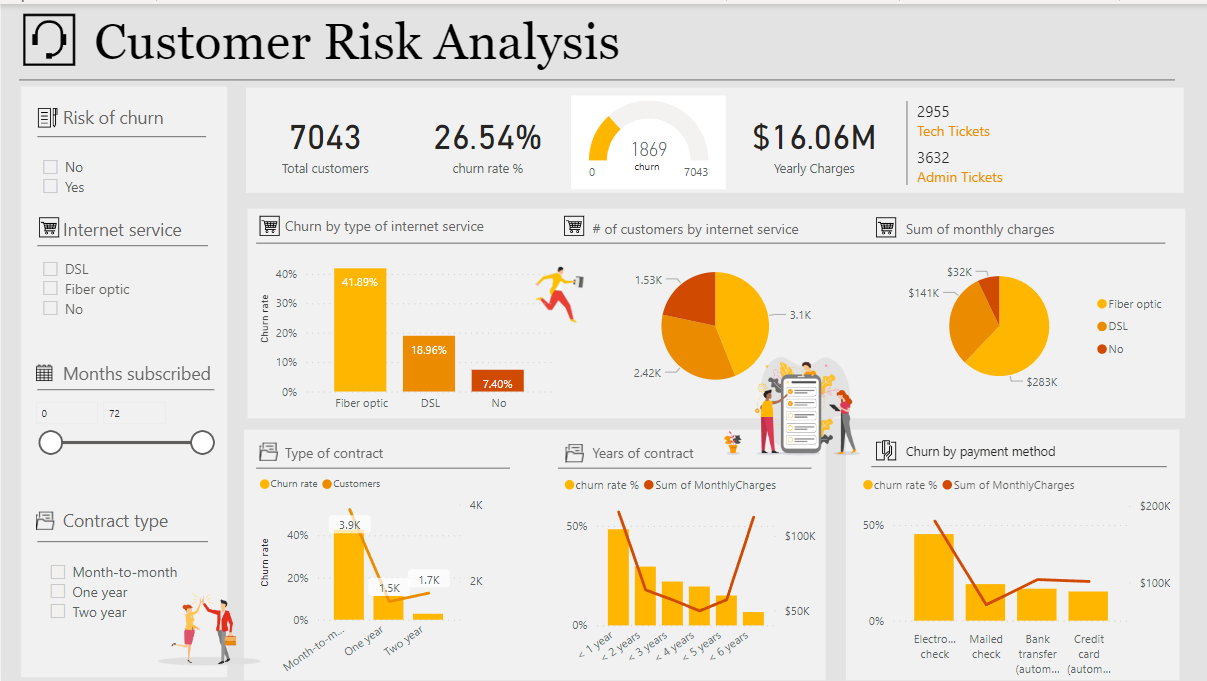 Customer Risk Analysis
Risk of churn
No
Yes
Internet service
DSL
Fiber optic
No
Months subscribed
0
72
Contract type
Month-to-month
One year
Two year
7043
Total customers
26.54%
churn rate %
1869
churn
0
7043
$16.06M
Yearly Charges
2955
Tech Tickets
3632
Admin Tickets
Churn by type of internet service
Churn rate
40%
30%
20%
10%
0%
41.89%
18.96%
7.40%
Fiber optic
DSL
No
# of customers by internet service
1.53K
3.1K
2.42K
Sum of monthly charges
$32K
$141K
$283K
Fiber optic
DSL
No
Type of contract
Churn rate
Customers
Churn rate
40%
20%
0%
4K
2K
3.9K
1.5K
1.7K
Month-to-m...
One year
Two year
Years of contract
churn rate %
Sum of MonthlyCharges
50%
0%
$100K
$50K
< 1 year
< 2 years
< 3 years
< 4 years
< 5 years
< 6 years
Churn by payment method
churn rate %
Sum of MonthlyCharges
50%
0%
$200K
$100K
Electro...
check
Mailed
check
Bank
transfer
(autom...
Credit
card
(autom...